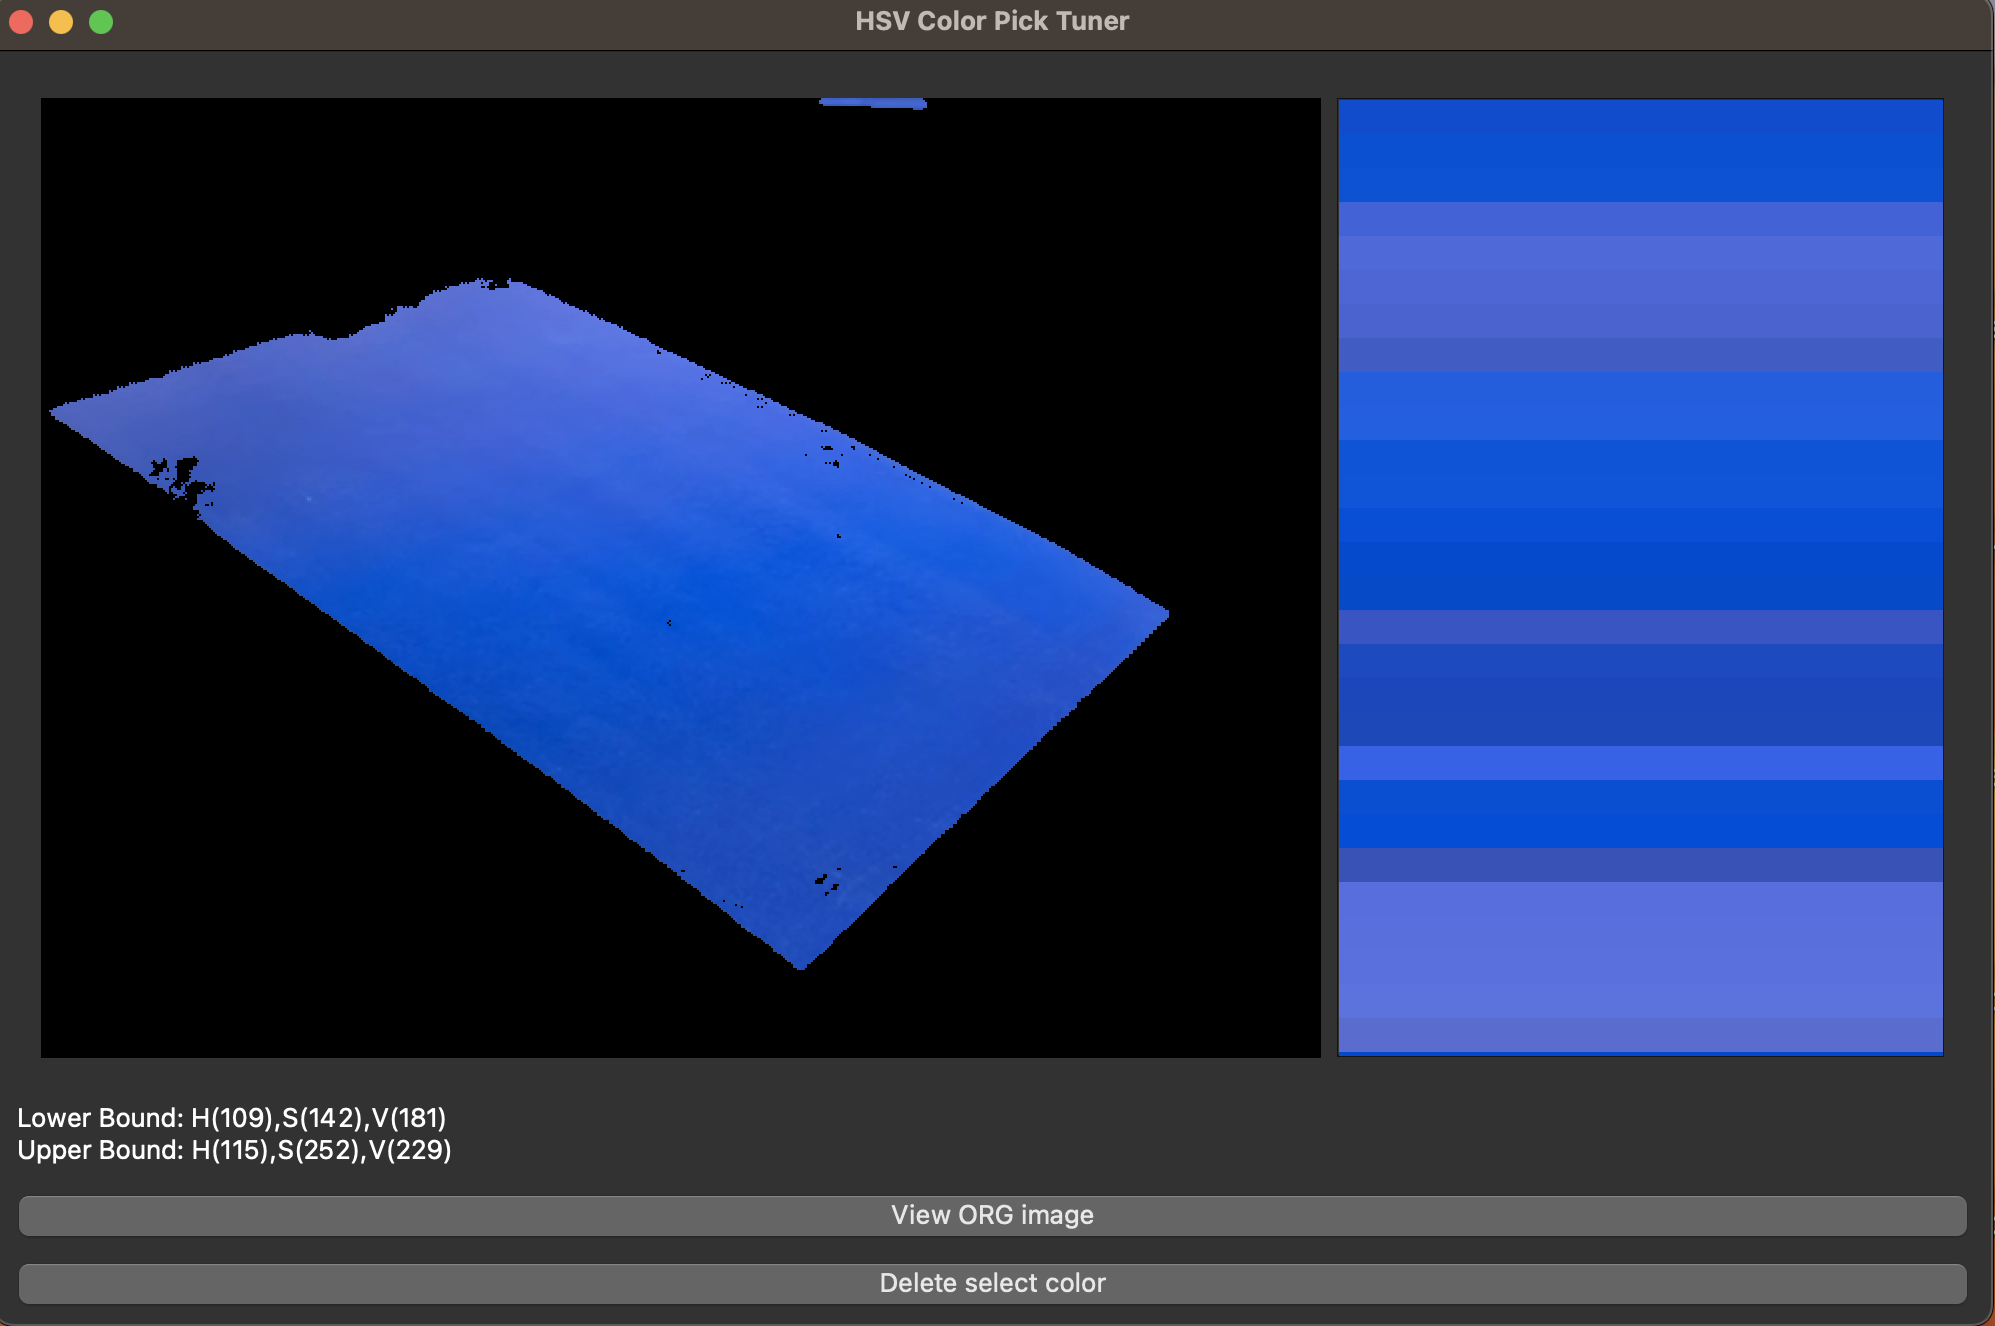 HSV Color Pick Tuner
Lower Bound: H(109),S(142),V(181)
Upper Bound: H(115),S(252),V(229)
View ORG image
Delete select color